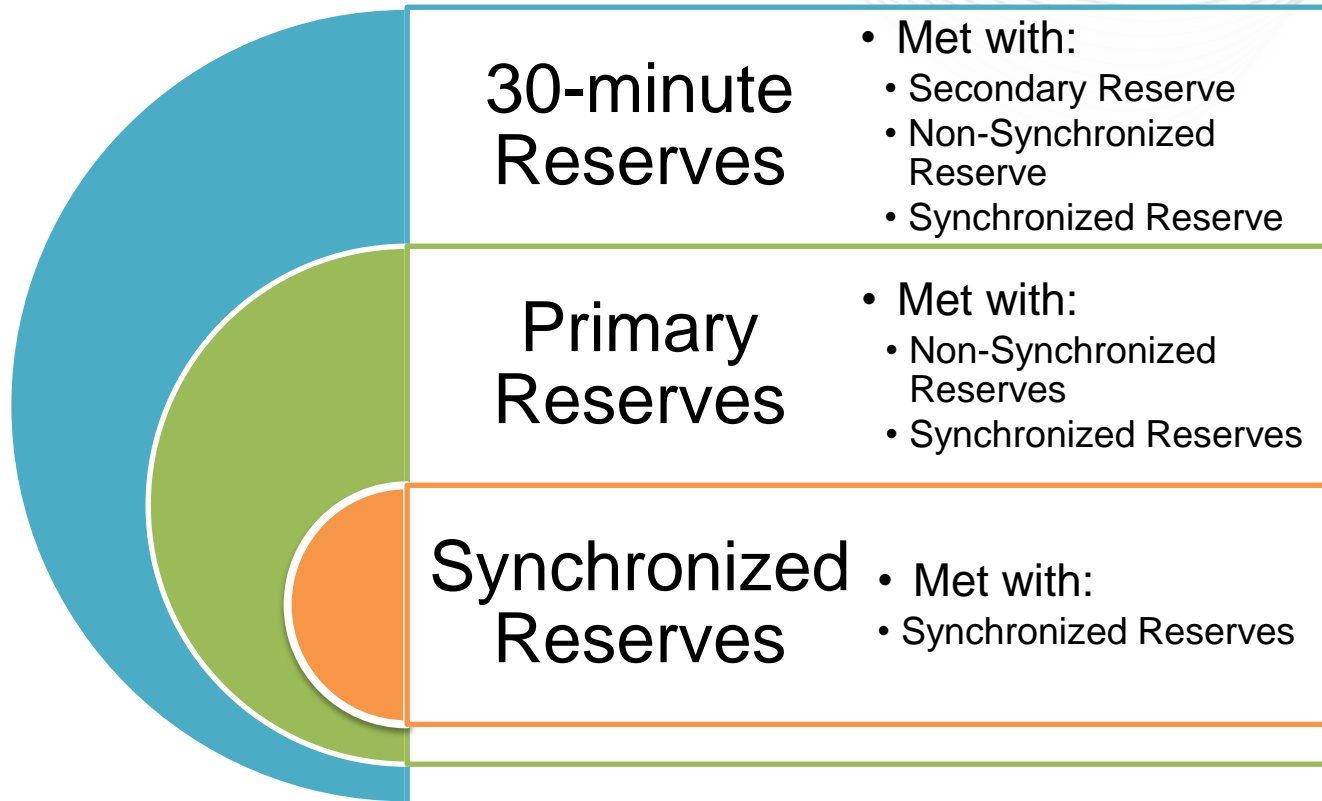 30-minute
Reserves
• Met with:
• Secondary Reserve
• Non-Synchronized
Reserve
• Synchronized Reserve
Primary
Reserves
• Met with:
• Non-Synchronized
Reserves
• Synchronized Reserves
Synchronized
Reserves
• Met with:
• Synchronized Reserves